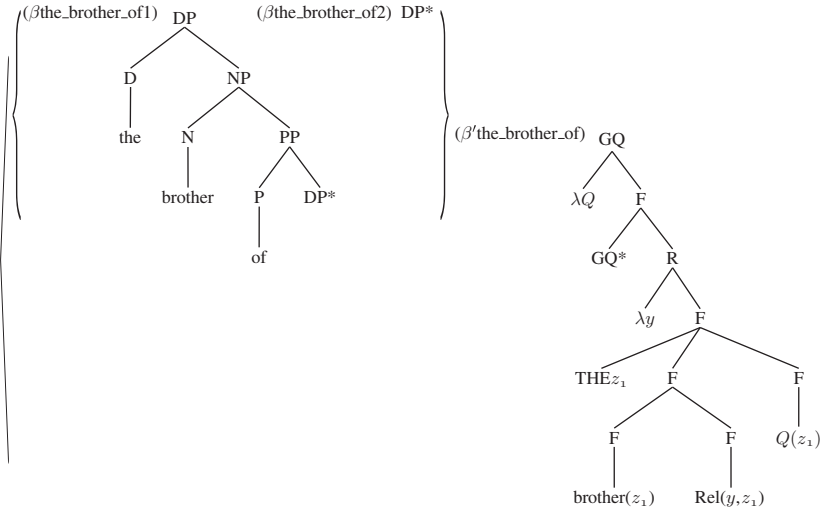 (βthe_brother_of1) DP (βthe_brother_of2) DP*
D NP
the N PP (β′the_brother_of) GQ
brother P DP* λQ F
of GQ* R
λy F
THEz₁ F F
F F Q(z₁)
brother(z₁) Rel(y,z₁)